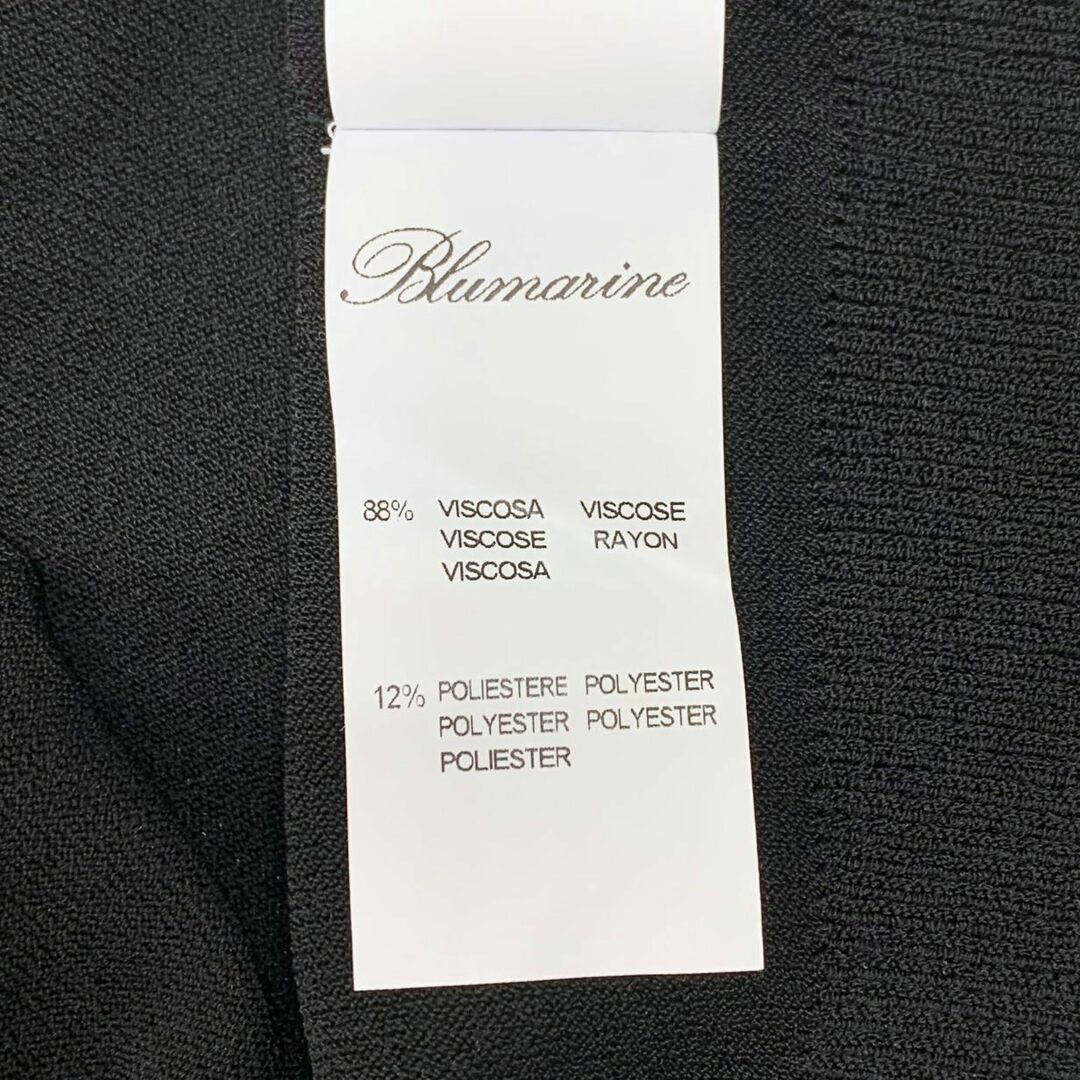 Blumarine
88% VISCOSA VISCOSE
VISCOSE RAYON
VISCOSA
12% POLIESTERE POLYESTER
POLYESTER POLYESTER
POLIESTER